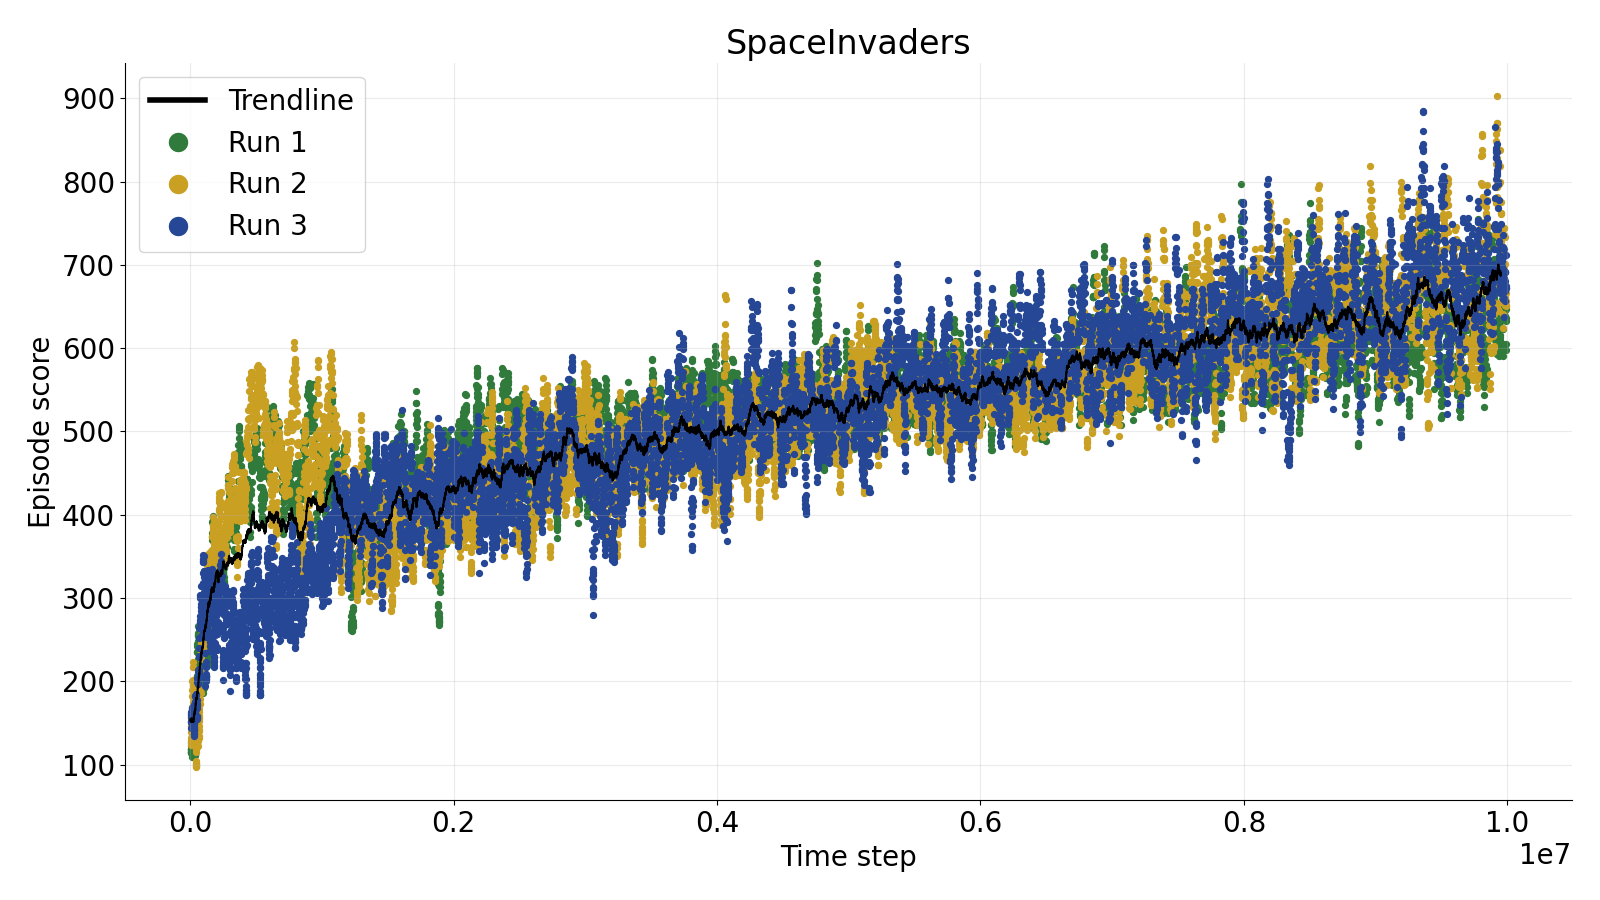 SpaceInvaders
Trendline
Run 1
Run 2
Run 3
Episode score
900
800
700
600
500
400
300
200
100
0.0 0.2 0.4 0.6 0.8 1.0
1e7
Time step